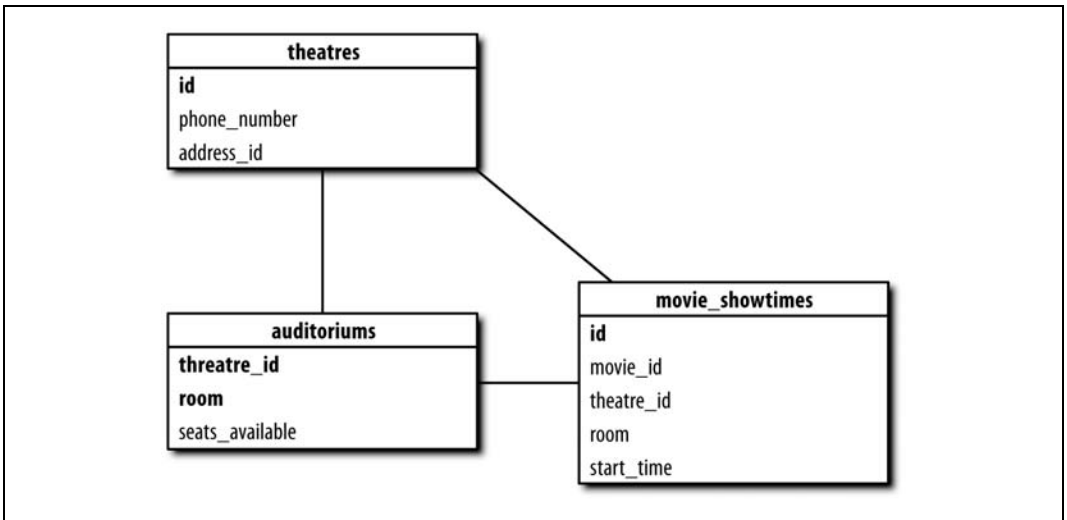 theatres
id
phone_number
address_id
auditoriums
threatre_id
room
seats_available
movie_showtimes
id
movie_id
theatre_id
room
start_time